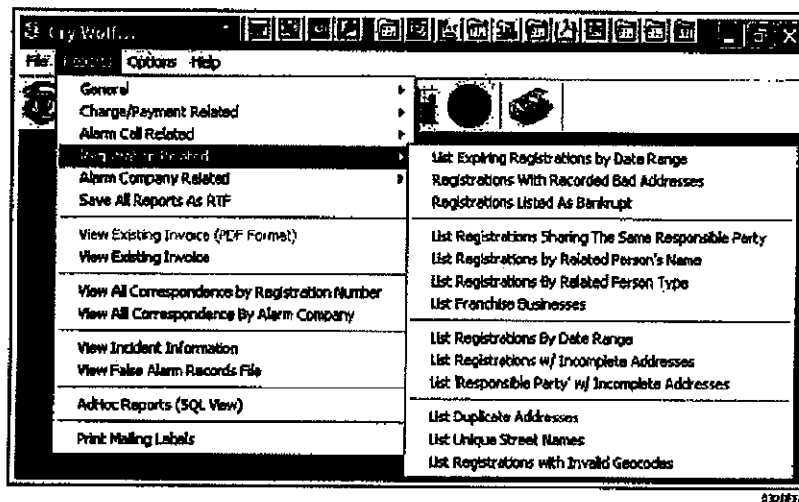 Cry Wolf...
File Reports Options Help
General
Charge/Payment Related
Alarm Call Related
Registration Related
Alarm Company Related
Save All Reports As RTF
View Existing Invoice (PDF Format)
View Existing Invoice
View All Correspondence by Registration Number
View All Correspondence By Alarm Company
View Incident Information
View False Alarm Records File
AdHoc Reports (SQL View)
Print Mailing Labels
List Expiring Registrations by Date Range
Registrations With Recorded Bad Addresses
Registrations Listed As Bankrupt
List Registrations Sharing The Same Responsible Party
List Registrations by Related Person's Name
List Registrations By Related Person Type
List Franchise Businesses
List Registrations By Date Range
List Registrations w/ Incomplete Addresses
List 'Responsible Party' w/ Incomplete Addresses
List Duplicate Addresses
List Unique Street Names
List Registrations with Invalid Geocodes